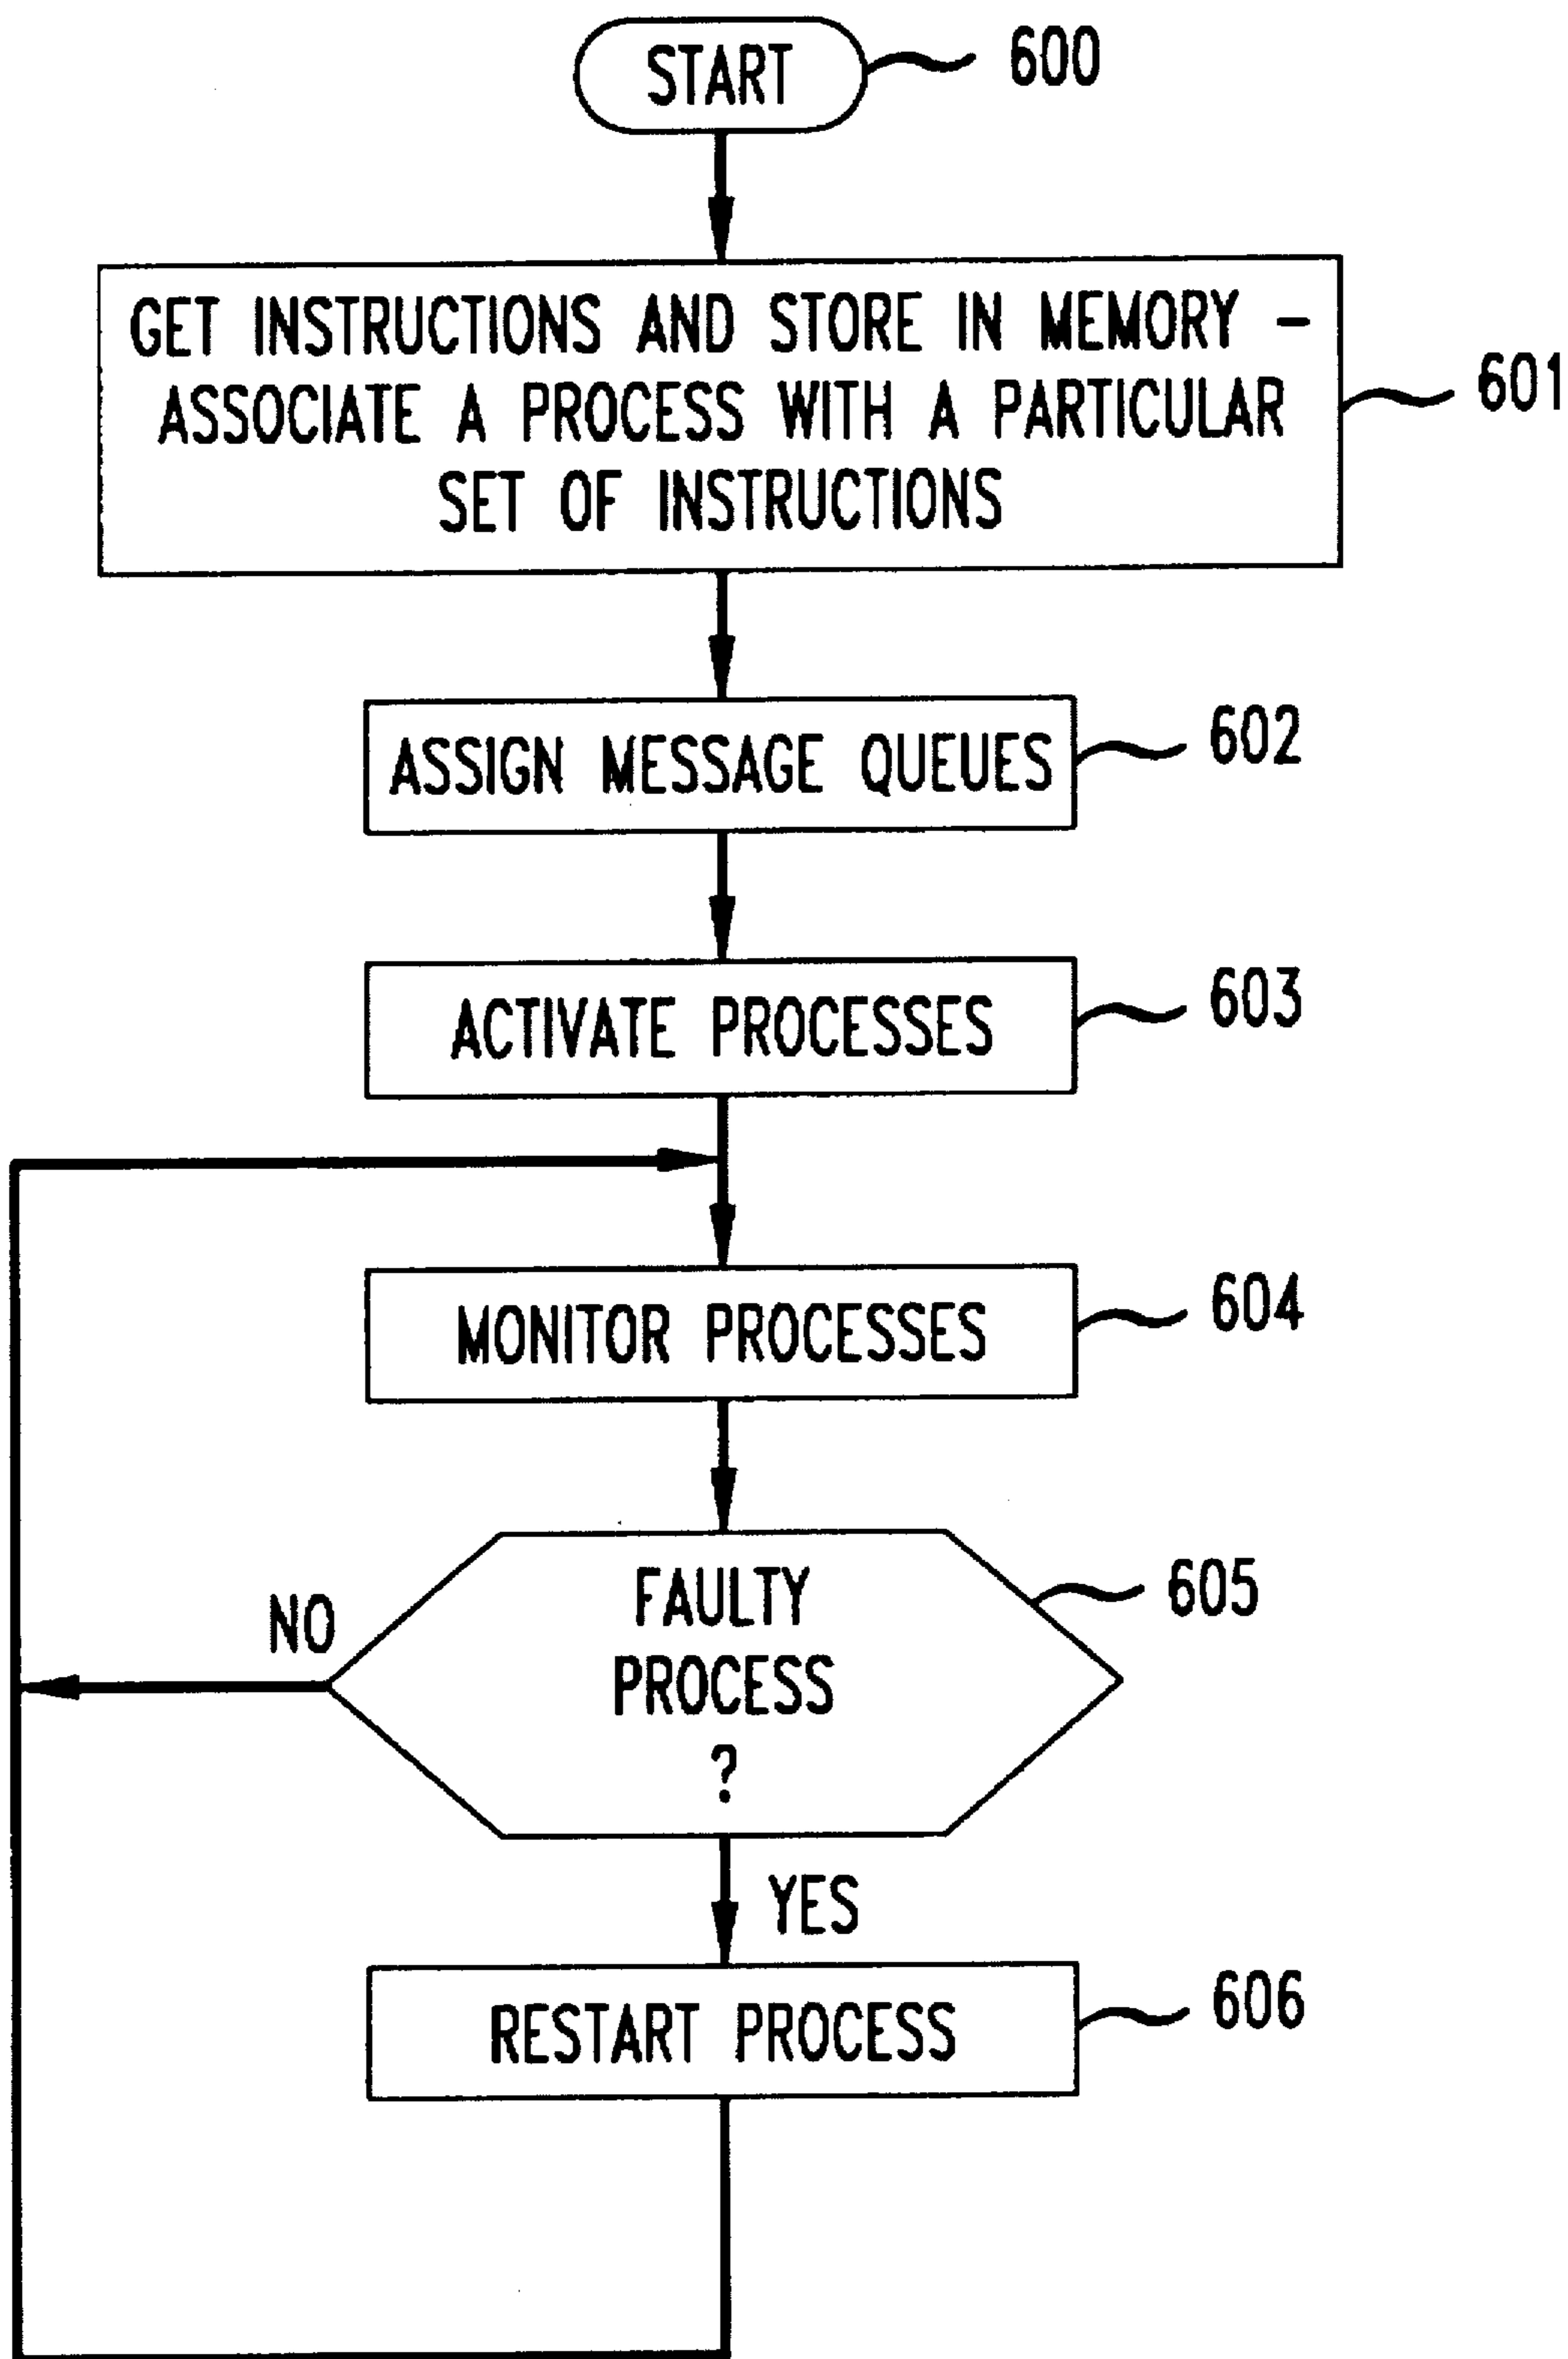 START
600
GET INSTRUCTIONS AND STORE IN MEMORY –
ASSOCIATE A PROCESS WITH A PARTICULAR
SET OF INSTRUCTIONS
601
ASSIGN MESSAGE QUEUES
602
ACTIVATE PROCESSES
603
MONITOR PROCESSES
604
FAULTY
PROCESS
?
605
NO
YES
RESTART PROCESS
606